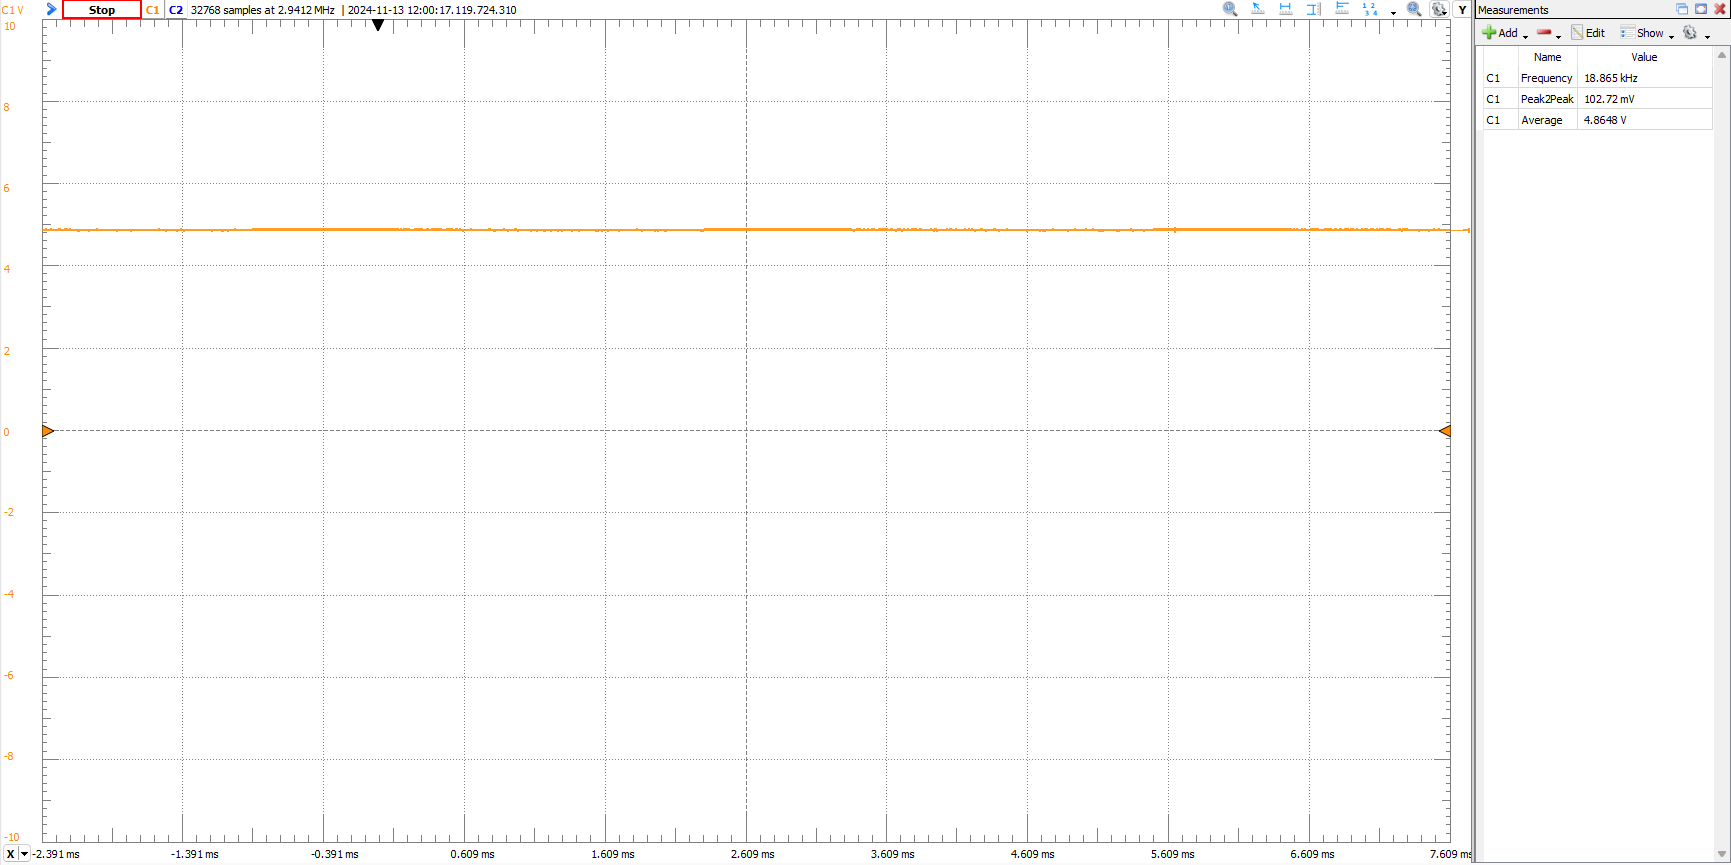 C1 V Stop C1 C2 32768 samples at 2.9412 MHz | 2024-11-13 12:00:17.119.724.310 1 2 3 4 Y
Measurements
Add Edit Show
Name Value
C1 Frequency 18.865 kHz
C1 Peak2Peak 102.72 mV
C1 Average 4.8648 V
10
8
6
4
2
0
-2
-4
-6
-8
-10
X -2.391 ms -1.391 ms -0.391 ms 0.609 ms 1.609 ms 2.609 ms 3.609 ms 4.609 ms 5.609 ms 6.609 ms 7.609 ms